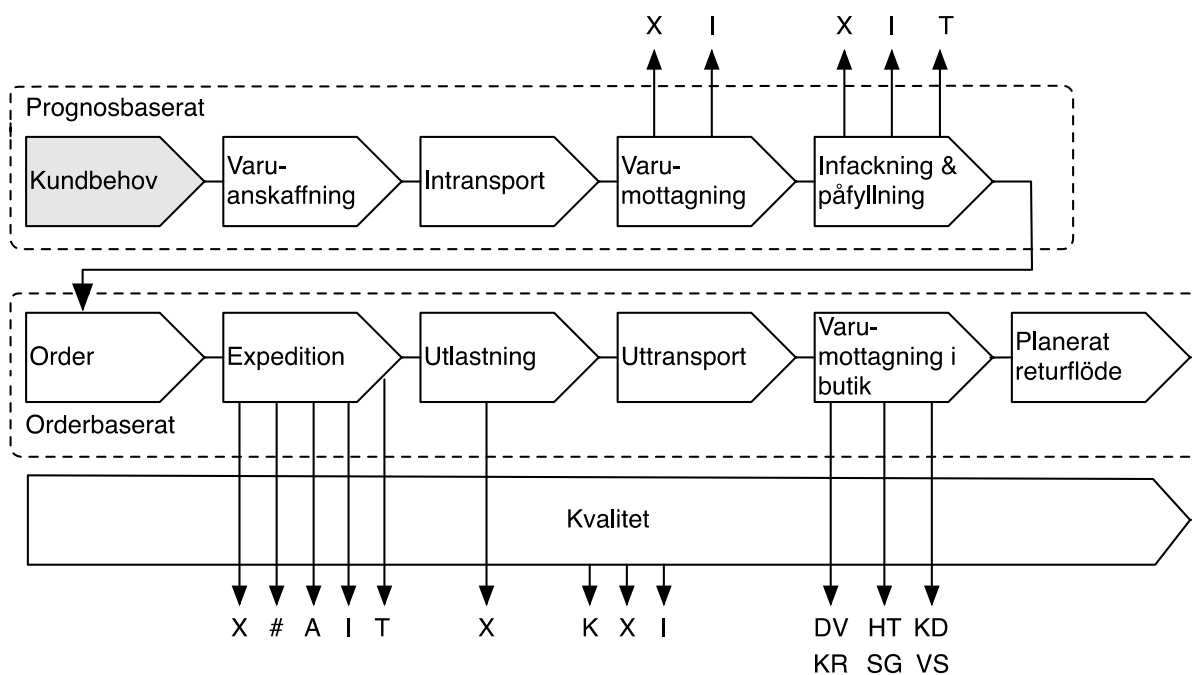 X I X I T
Prognosbaserat
Kundbehov
Varu-
anskaffning
Intransport
Varu-
mottagning
Infackning &
påfyllning
Order
Expedition
Utlastning
Uttransport
Varu-
mottagning i
butik
Planerat
returflöde
Orderbaserat
Kvalitet
X # A I T X K X I DV HT KD
KR SG VS